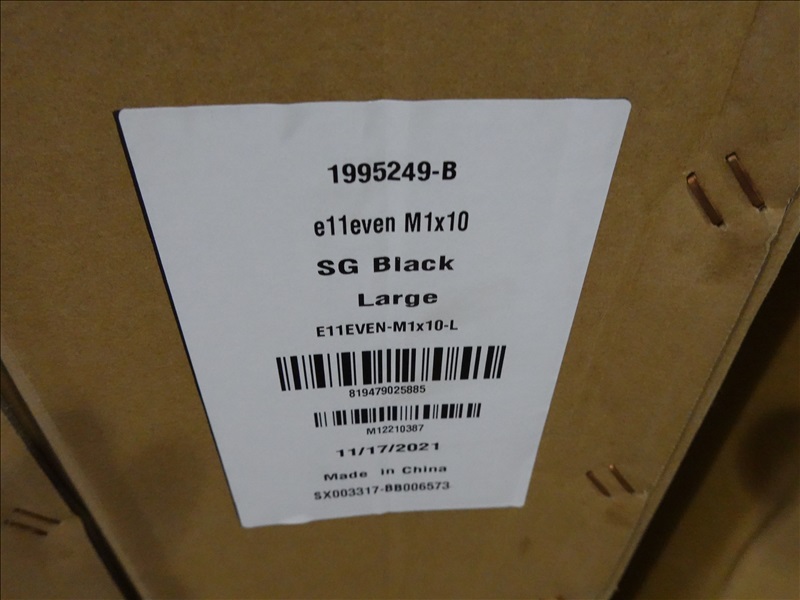 1995249-B
e11even M1x10
SG Black
Large
E11EVEN-M1x10-L
819479025885
M12210387
11/17/2021
Made in China
SX003317-BB006573